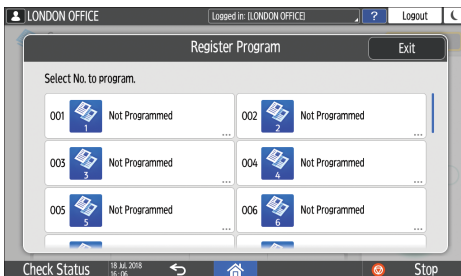 LONDON OFFICE
Logged in: [LONDON OFFICE]
?
Logout
Register Program
Exit
Select No. to program.
001 1 Not Programmed ...
002 2 Not Programmed ...
003 3 Not Programmed ...
004 4 Not Programmed ...
005 5 Not Programmed ...
006 6 Not Programmed ...
Check Status
18 Jul. 2018
16:06
Stop